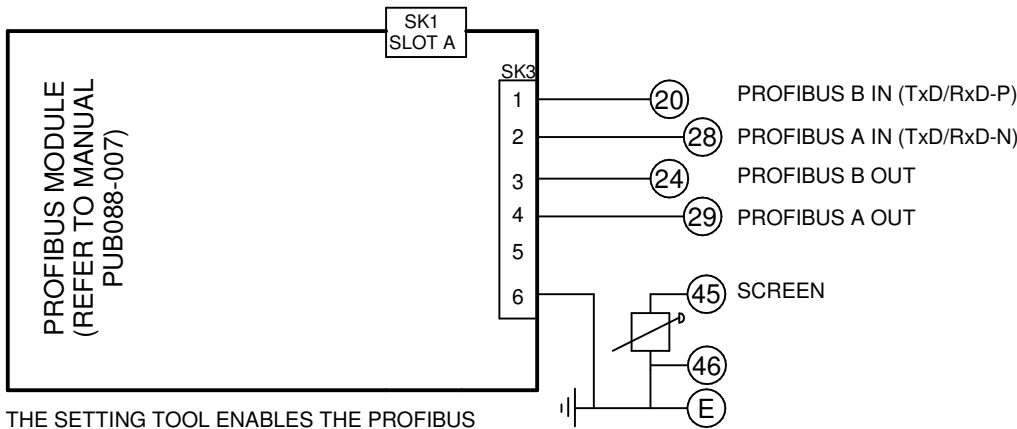 SK1
SLOT A
PROFIBUS MODULE
(REFER TO MANUAL
PUB088-007)
SK3
1
20
PROFIBUS B IN (TxD/RxD-P)
2
28
PROFIBUS A IN (TxD/RxD-N)
3
24
PROFIBUS B OUT
4
29
PROFIBUS A OUT
5
6
45
SCREEN
46
E
THE SETTING TOOL ENABLES THE PROFIBUS